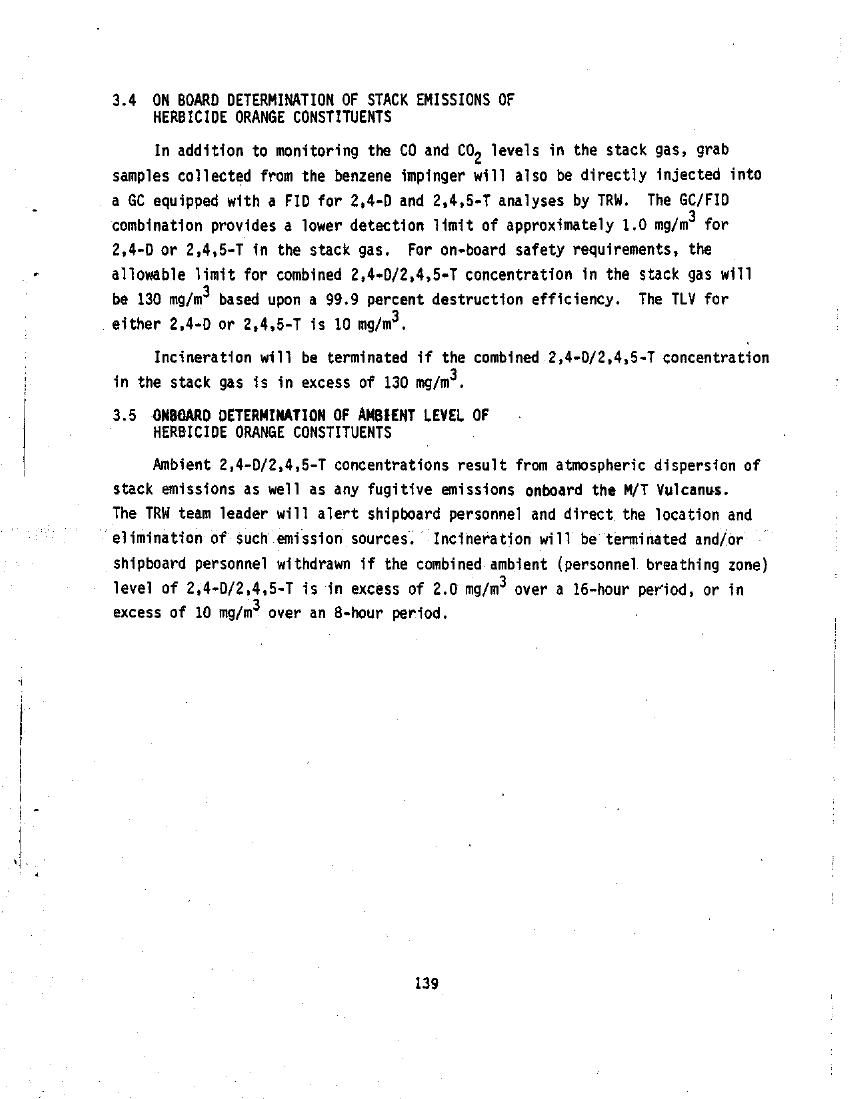 3.4 ON BOARD DETERMINATION OF STACK EMISSIONS OF
HERBICIDE ORANGE CONSTITUENTS
In addition to monitoring the CO and CO₂ levels in the stack gas, grab
samples collected from the benzene impinger will also be directly injected into
a GC equipped with a FID for 2,4-D and 2,4,5-T analyses by TRW. The GC/FID
combination provides a lower detection limit of approximately 1.0 mg/m³ for
2,4-D or 2,4,5-T in the stack gas. For on-board safety requirements, the
allowable limit for combined 2,4-D/2,4,5-T concentration in the stack gas will
be 130 mg/m³ based upon a 99.9 percent destruction efficiency. The TLV for
either 2,4-D or 2,4,5-T is 10 mg/m³.
Incineration will be terminated if the combined 2,4-D/2,4,5-T concentration
in the stack gas is in excess of 130 mg/m³.
3.5 ONBOARD DETERMINATION OF AMBIENT LEVEL OF
HERBICIDE ORANGE CONSTITUENTS
Ambient 2,4-D/2,4,5-T concentrations result from atmospheric dispersion of
stack emissions as well as any fugitive emissions onboard the M/T Vulcanus.
The TRW team leader will alert shipboard personnel and direct the location and
elimination of such emission sources. Incineration will be terminated and/or
shipboard personnel withdrawn if the combined ambient (personnel breathing zone)
level of 2,4-D/2,4,5-T is in excess of 2.0 mg/m³ over a 16-hour period, or in
excess of 10 mg/m³ over an 8-hour period.
139